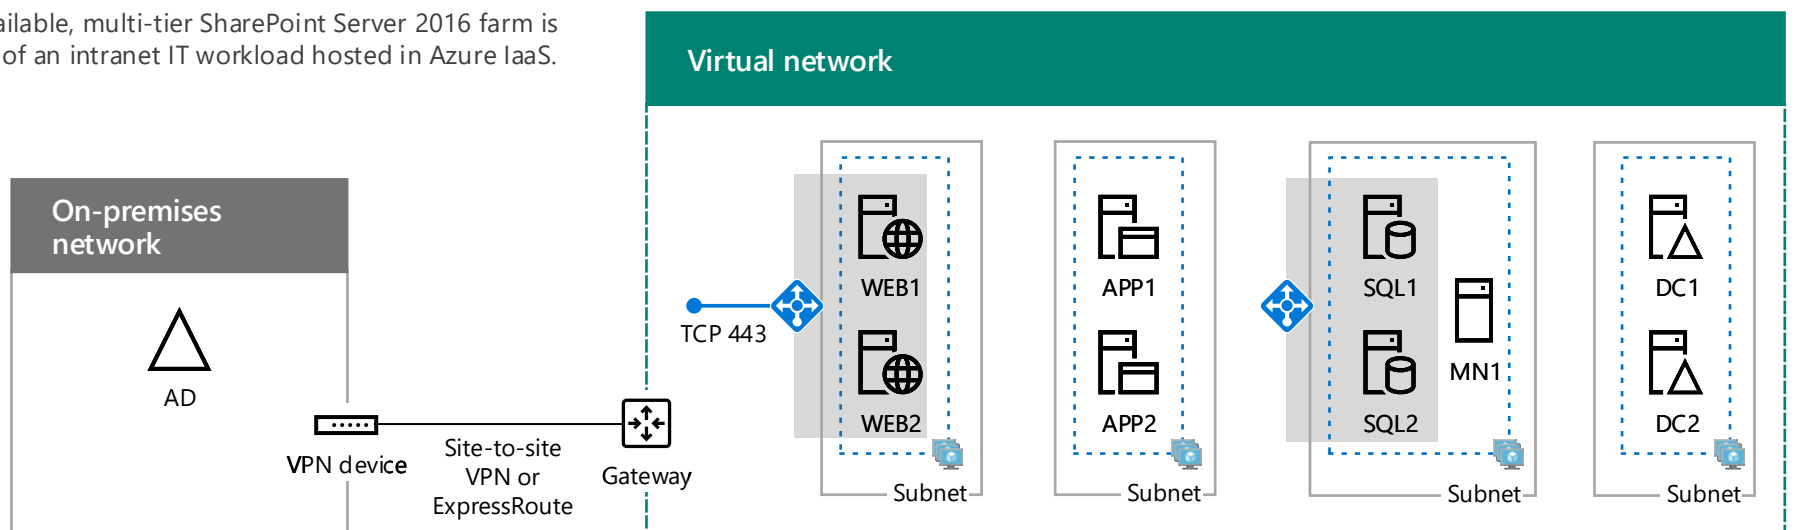 ailable, multi-tier SharePoint Server 2016 farm is
of an intranet IT workload hosted in Azure IaaS.
Virtual network
On-premises
network
AD
VPN device
Site-to-site
VPN or
ExpressRoute
Gateway
TCP 443
WEB1
WEB2
Subnet
APP1
APP2
Subnet
SQL1
SQL2
MN1
Subnet
DC1
DC2
Subnet